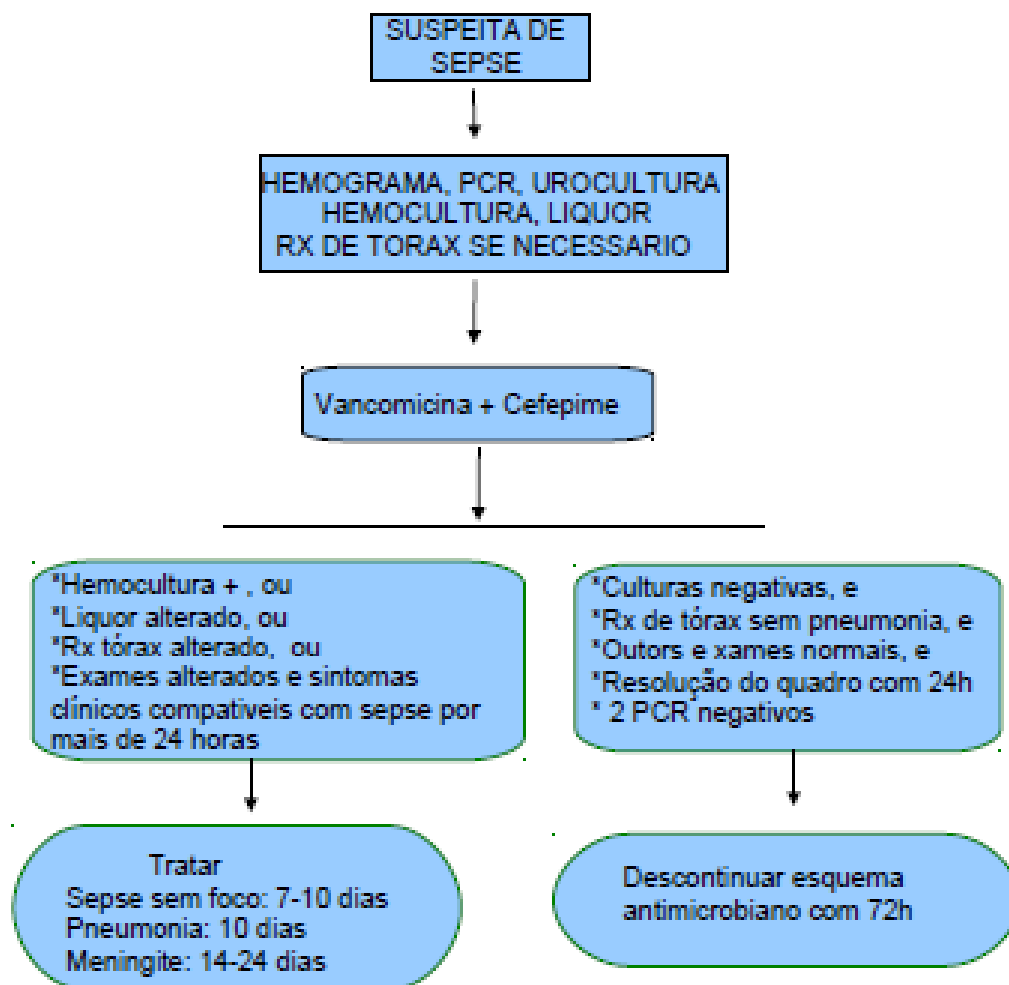 SUSPEITA DE
SEPSE
HEMOGRAMA, PCR, UROCULTURA
HEMOCULTURA, LIQUOR
RX DE TORAX SE NECESSARIO
Vancomicina + Cefepime
*Hemocultura + , ou
*Liquor alterado, ou
*Rx tórax alterado, ou
*Exames alterados e sintomas
clínicos compativeis com sepse por
mais de 24 horas
*Culturas negativas, e
*Rx de tórax sem pneumonia, e
*Outors e xames normais, e
*Resolução do quadro com 24h
* 2 PCR negativos
Tratar
Sepse sem foco: 7-10 dias
Pneumonia: 10 dias
Meningite: 14-24 dias
Descontinuar esquema
antimicrobiano com 72h